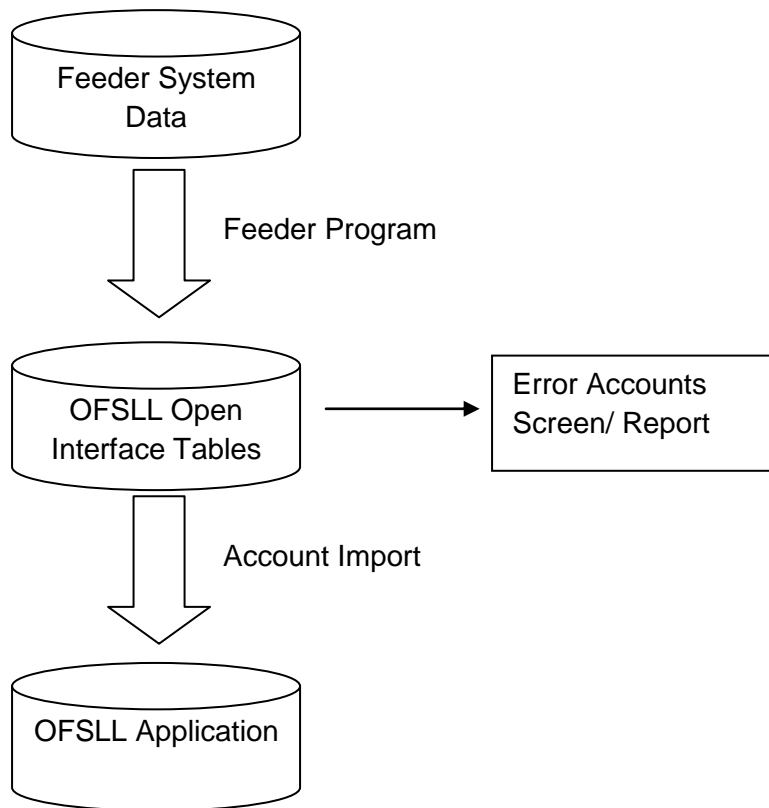 Feeder System
Data
Feeder Program
OFSLL Open
Interface Tables
Error Accounts
Screen/ Report
Account Import
OFSLL Application